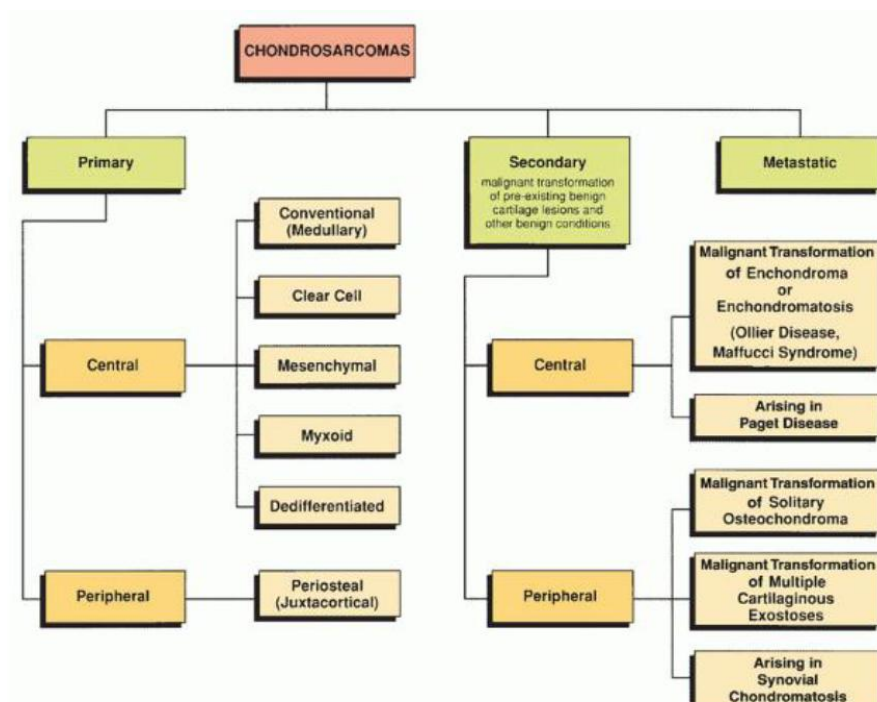 CHONDROSARCOMAS
Primary
Secondary
malignant transformation
of pre-existing benign
cartilage lesions and
other benign conditions
Metastatic
Conventional
(Medullary)
Clear Cell
Central
Mesenchymal
Myxoid
Dedifferentiated
Peripheral
Periosteal
(Juxtacortical)
Malignant Transformation
of Enchondroma
or
Enchondromatosis
(Ollier Disease,
Maffucci Syndrome)
Central
Arising in
Paget Disease
Malignant Transformation
of Solitary
Osteochondroma
Peripheral
Malignant Transformation
of Multiple
Cartilaginous
Exostoses
Arising in
Synovial
Chondromatosis